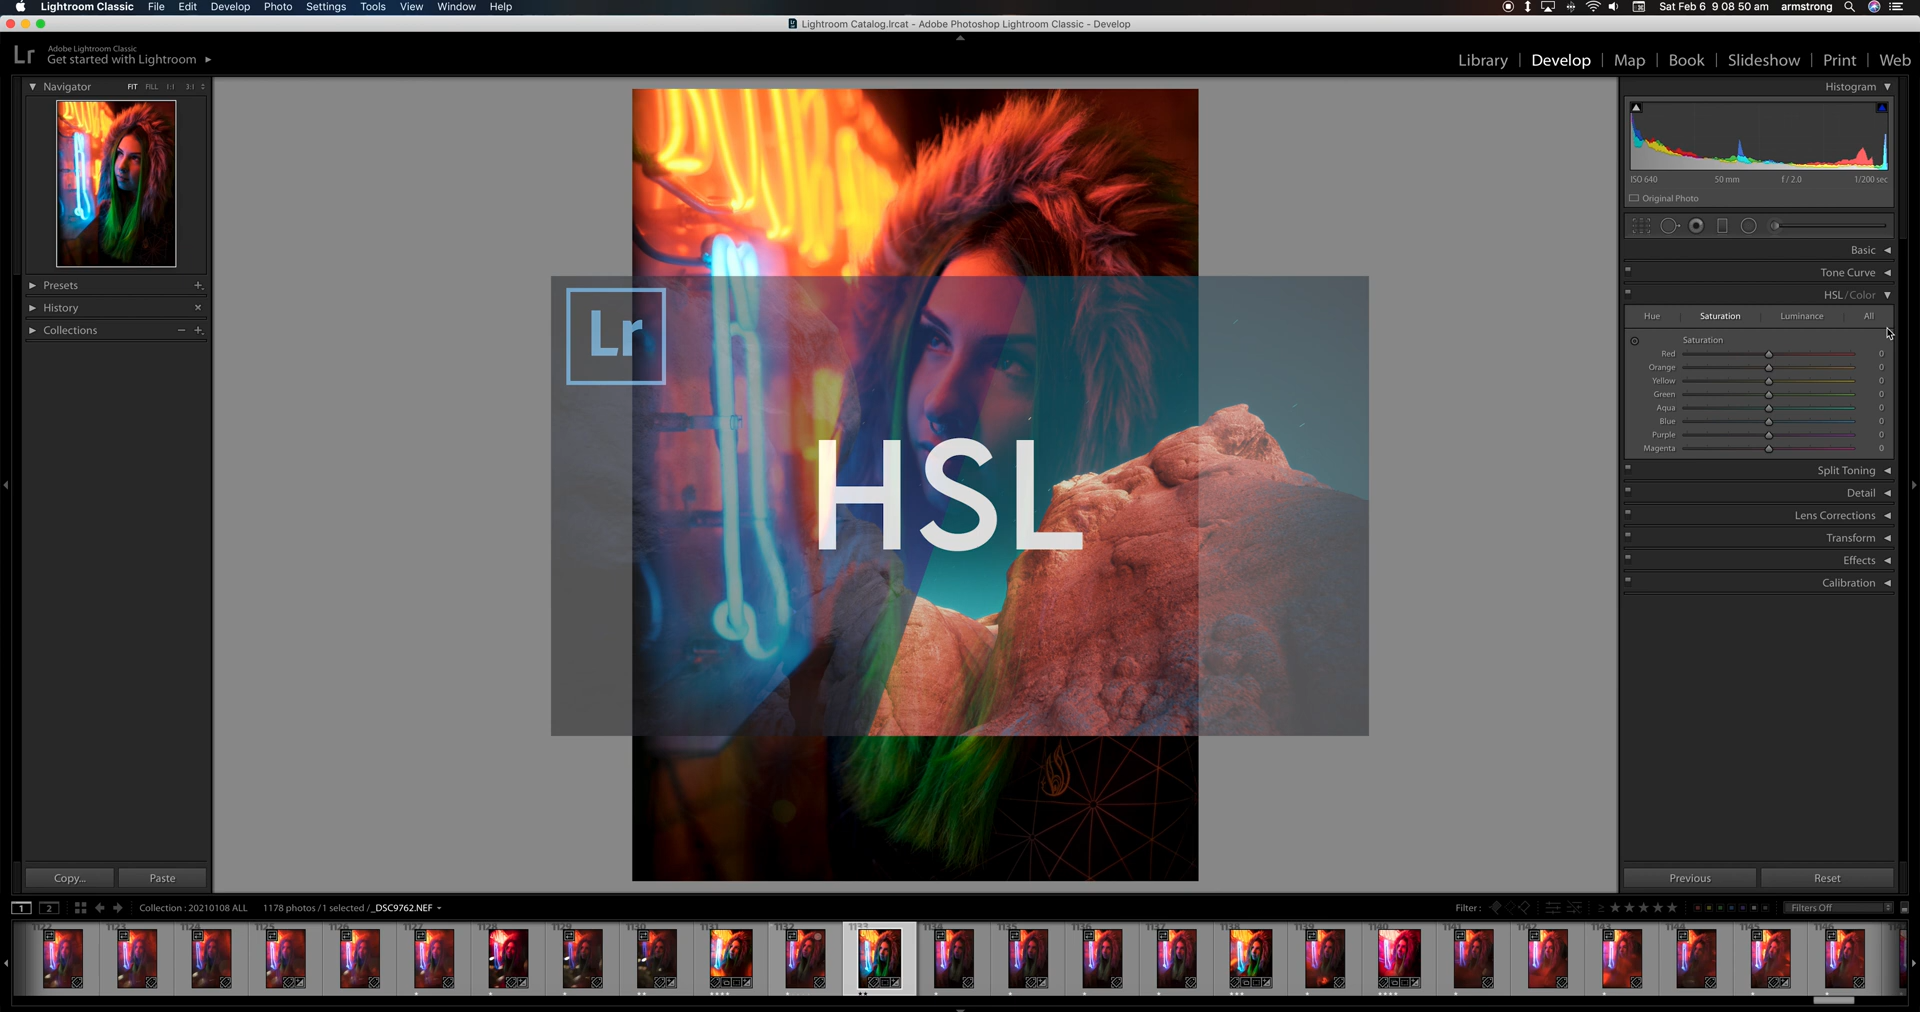 Lightroom Classic File Edit Develop Photo Settings Tools View Window Help
Sat Feb 6 9 08 50 am armstrong
Lightroom Catalog.lrcat - Adobe Photoshop Lightroom Classic - Develop
Lr
Adobe Lightroom Classic
Get started with Lightroom
Library | Develop | Map | Book | Slideshow | Print | Web
Navigator FIT FILL 1:1 3:1
Presets
History
Collections
Lr
HSL
Histogram
ISO 640 50 mm f / 2.0 1/200 sec
Original Photo
Basic
Tone Curve
HSL / Color
Hue Saturation Luminance All
Saturation
Red 0
Orange 0
Yellow 0
Green 0
Aqua 0
Blue 0
Purple 0
Magenta 0
Split Toning
Detail
Lens Corrections
Transform
Effects
Calibration
Copy... Paste
Previous Reset
1 2 Collection : 20210108 ALL 1178 photos / 1 selected / _DSC9762.NEF
Filter : Filters Off